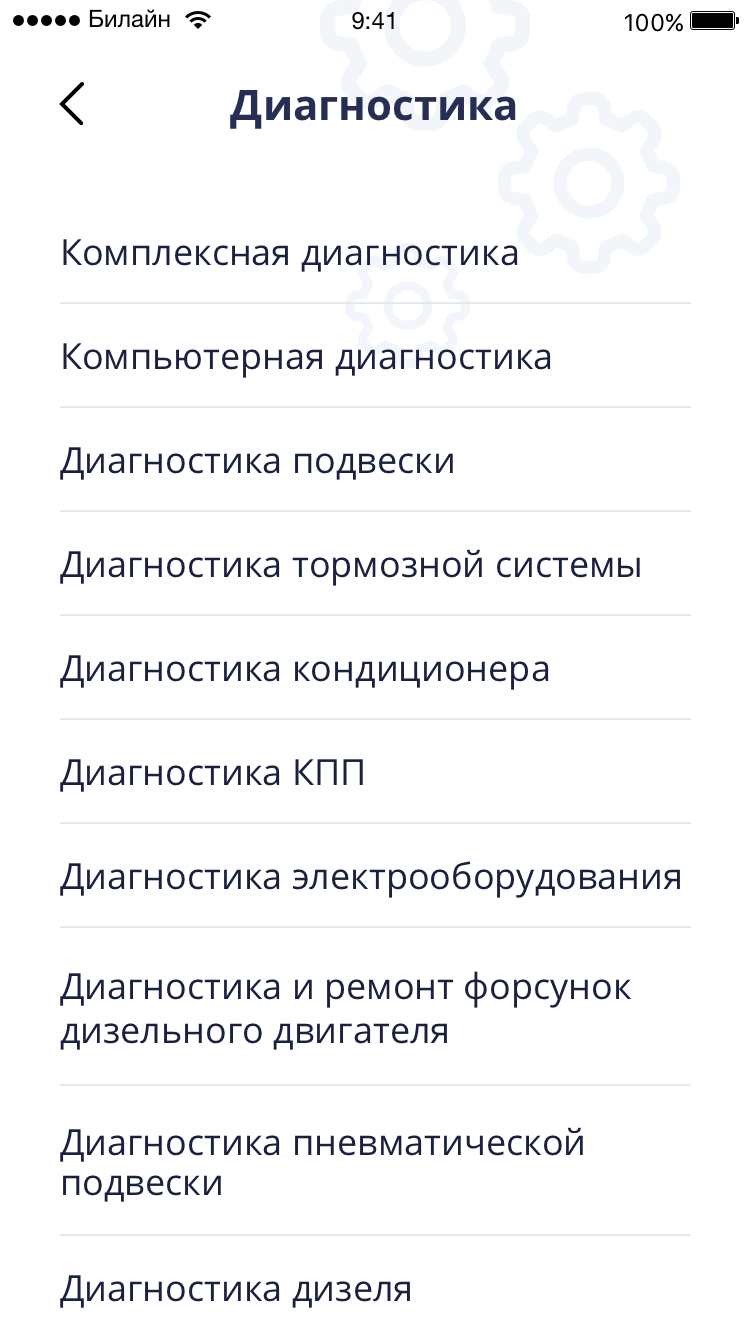 Билайн 9:41 100%
Диагностика
Комплексная диагностика
Компьютерная диагностика
Диагностика подвески
Диагностика тормозной системы
Диагностика кондиционера
Диагностика КПП
Диагностика электрооборудования
Диагностика и ремонт форсунок
дизельного двигателя
Диагностика пневматической
подвески
Диагностика дизеля